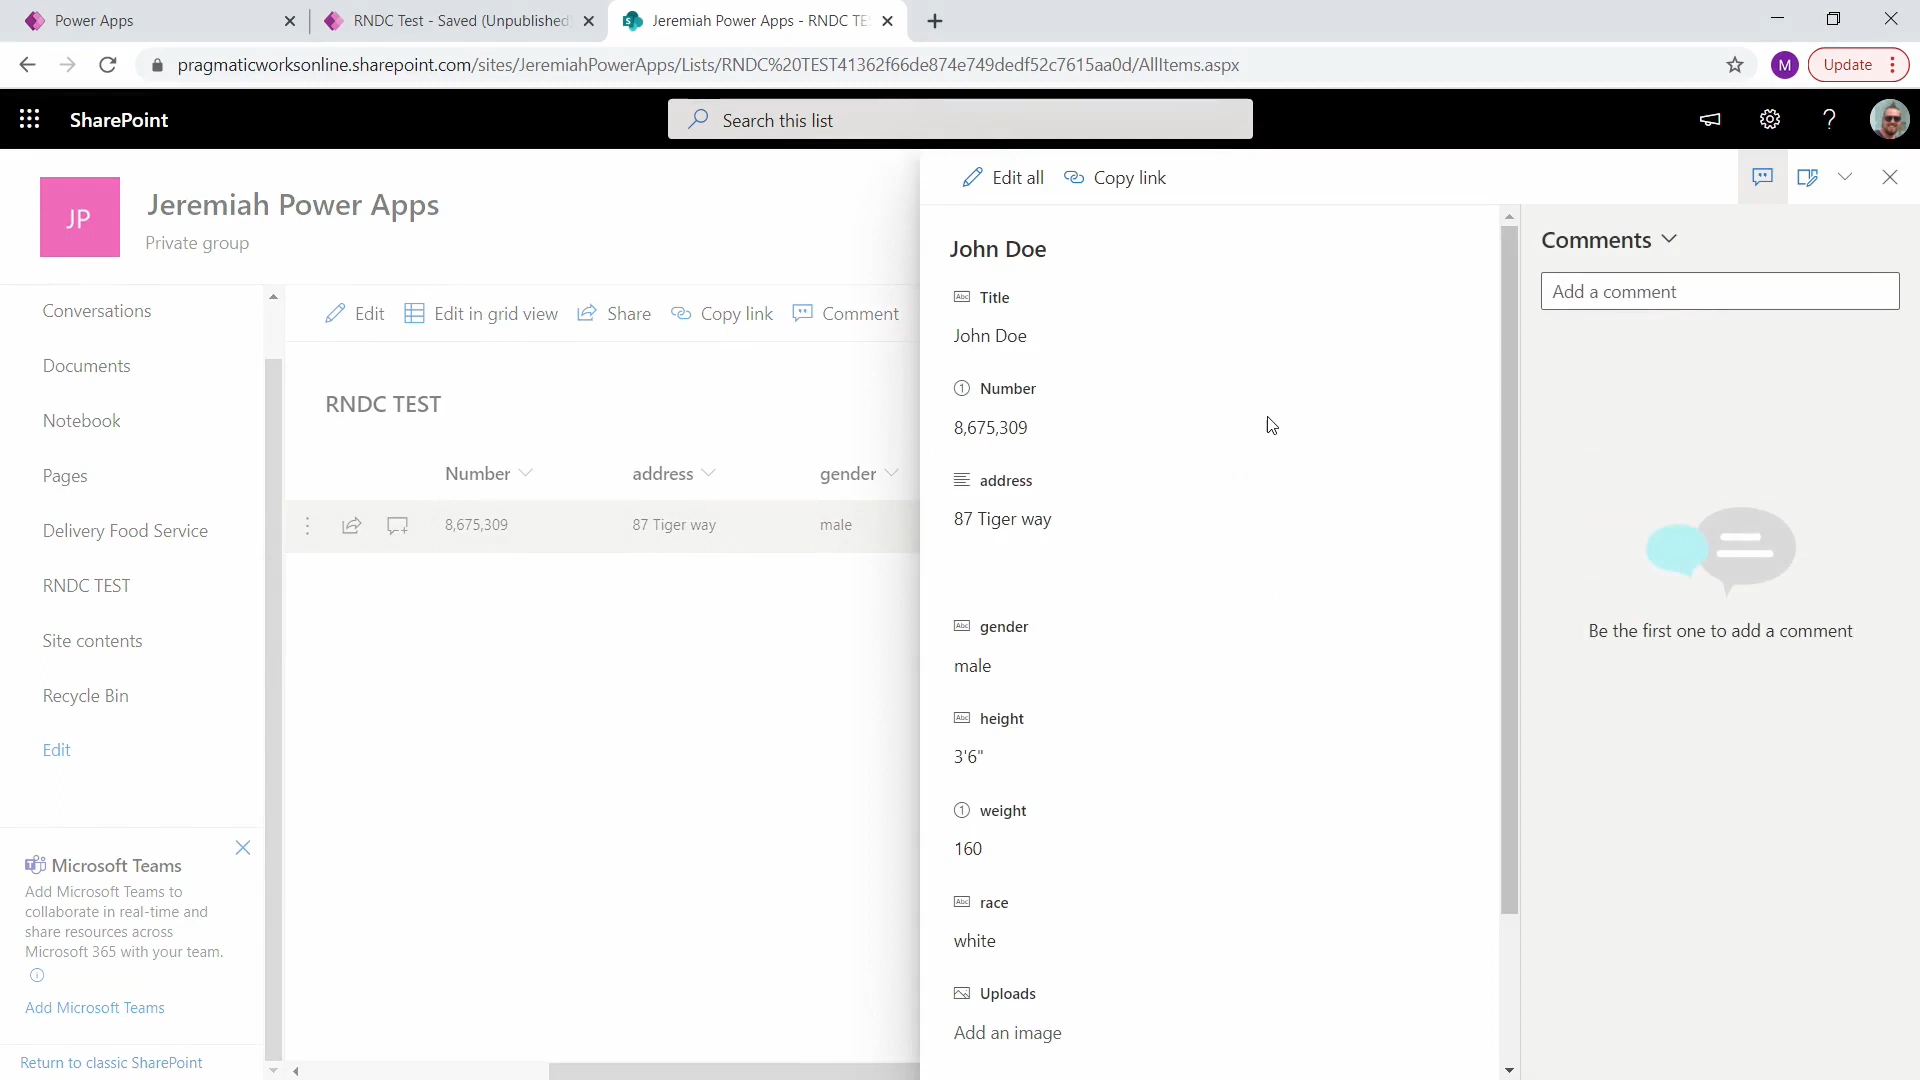 Power Apps
RNDC Test - Saved (Unpublished
Jeremiah Power Apps - RNDC TE
pragmaticworksonline.sharepoint.com/sites/JeremiahPowerApps/Lists/RNDC%20TEST41362f66de874e749dedf52c7615aa0d/AllItems.aspx
M
Update
SharePoint
Search this list
JP
Jeremiah Power Apps
Private group
Conversations
Documents
Notebook
Pages
Delivery Food Service
RNDC TEST
Site contents
Recycle Bin
Edit
Microsoft Teams
Add Microsoft Teams to
collaborate in real-time and
share resources across
Microsoft 365 with your team.
Add Microsoft Teams
Return to classic SharePoint
Edit Edit in grid view Share Copy link Comment
RNDC TEST
Number address gender
8,675,309 87 Tiger way male
Edit all Copy link
John Doe
Abc Title
John Doe
1 Number
8,675,309
address
87 Tiger way
Abc gender
male
Abc height
3'6"
1 weight
160
Abc race
white
Uploads
Add an image
Comments
Add a comment
Be the first one to add a comment